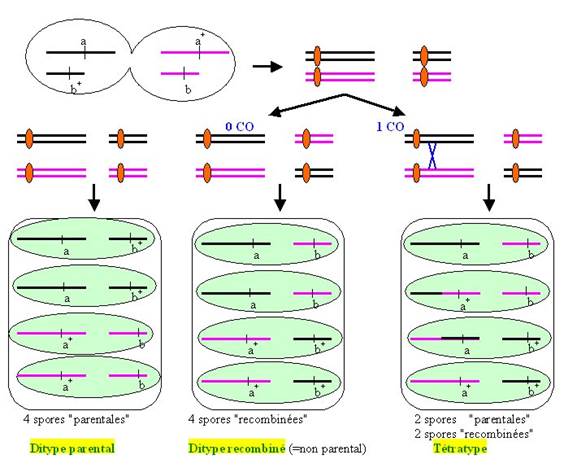 a a+
b+ b
0 CO 1 CO
a b+ a b a b
a b+ a b a+ b
a+ b a+ b+ a b+
a+ b a+ b+ a+ b+
4 spores "parentales" 4 spores "recombinées" 2 spores "parentales"
2 spores "recombinées"
Ditype parental Ditype recombiné (=non parental) Tétratype